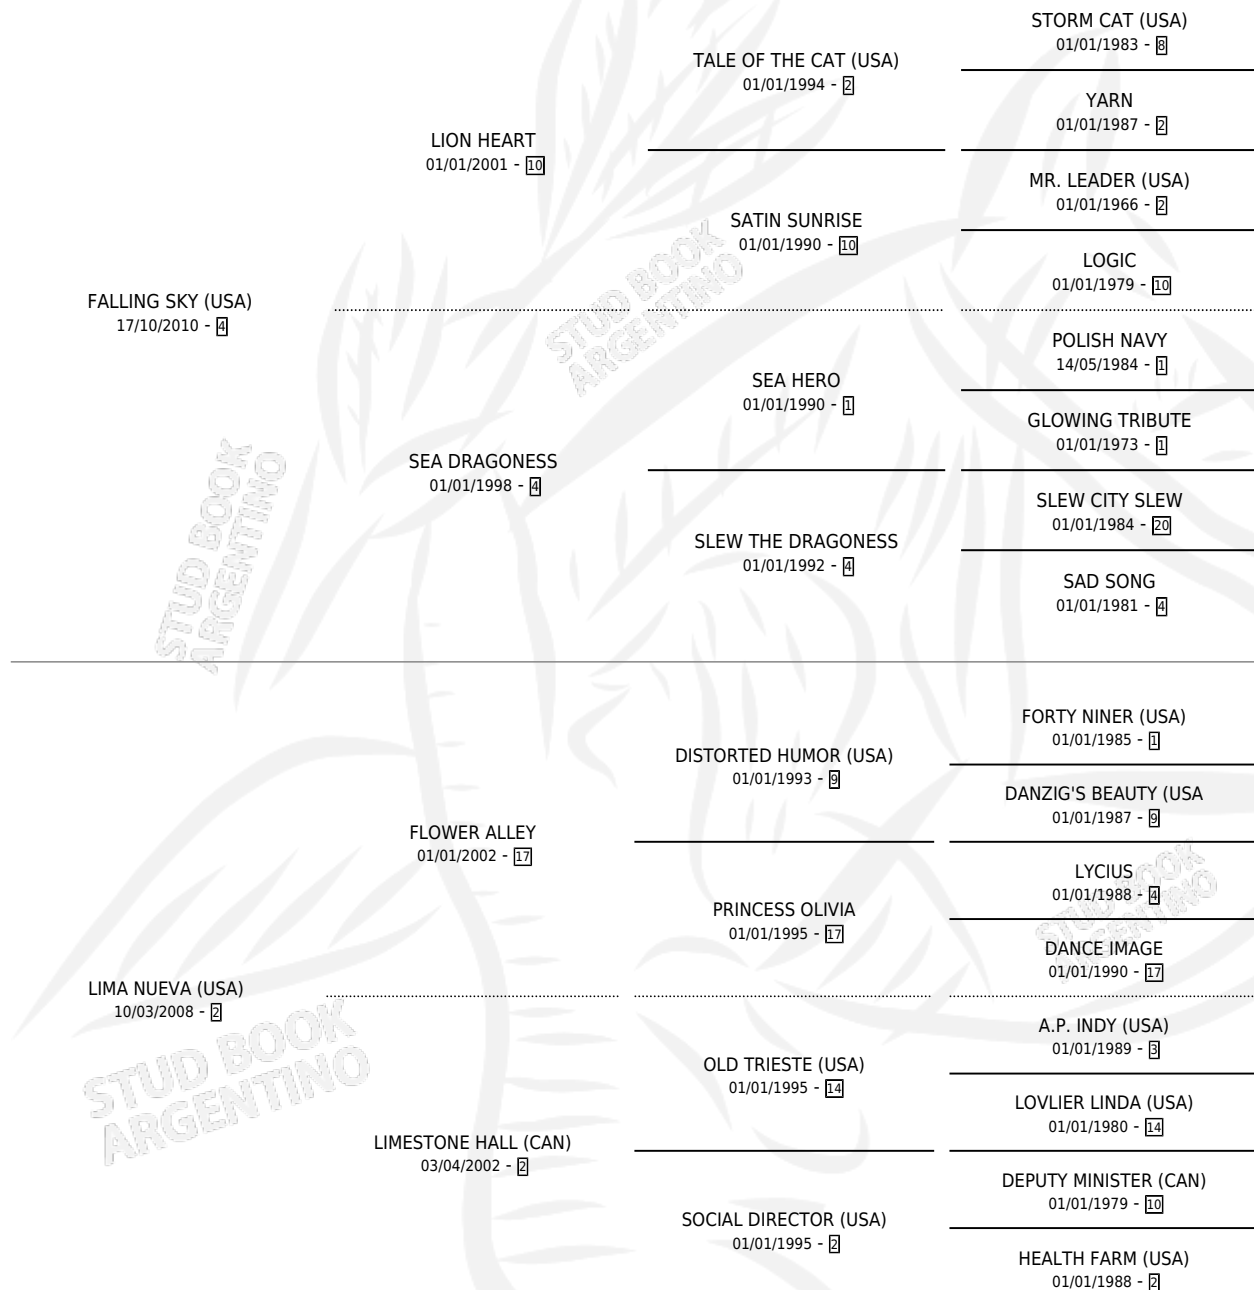 STORM CAT (USA)
01/01/1983 - 8
TALE OF THE CAT (USA)
01/01/1994 - 2
YARN
01/01/1987 - 2
LION HEART
01/01/2001 - 10
MR. LEADER (USA)
01/01/1966 - 2
SATIN SUNRISE
01/01/1990 - 10
LOGIC
01/01/1979 - 10
FALLING SKY (USA)
17/10/2010 - 4
POLISH NAVY
14/05/1984 - 1
SEA HERO
01/01/1990 - 1
GLOWING TRIBUTE
01/01/1973 - 1
SEA DRAGONESS
01/01/1998 - 4
SLEW CITY SLEW
01/01/1984 - 20
SLEW THE DRAGONESS
01/01/1992 - 4
SAD SONG
01/01/1981 - 4
FORTY NINER (USA)
01/01/1985 - 1
DISTORTED HUMOR (USA)
01/01/1993 - 9
DANZIG'S BEAUTY (USA
01/01/1987 - 9
FLOWER ALLEY
01/01/2002 - 17
LYCIUS
01/01/1988 - 4
PRINCESS OLIVIA
01/01/1995 - 17
DANCE IMAGE
01/01/1990 - 17
LIMA NUEVA (USA)
10/03/2008 - 2
A.P. INDY (USA)
01/01/1989 - 3
OLD TRIESTE (USA)
01/01/1995 - 14
LOVLIER LINDA (USA)
01/01/1980 - 14
LIMESTONE HALL (CAN)
03/04/2002 - 2
DEPUTY MINISTER (CAN)
01/01/1979 - 10
SOCIAL DIRECTOR (USA)
01/01/1995 - 2
HEALTH FARM (USA)
01/01/1988 - 2
STUD BOOK
ARGENTINO
STUD BOOK
ARGENTINO
STUD BOOK
ARGENTINO
STUD BOOK
ARGENTINO